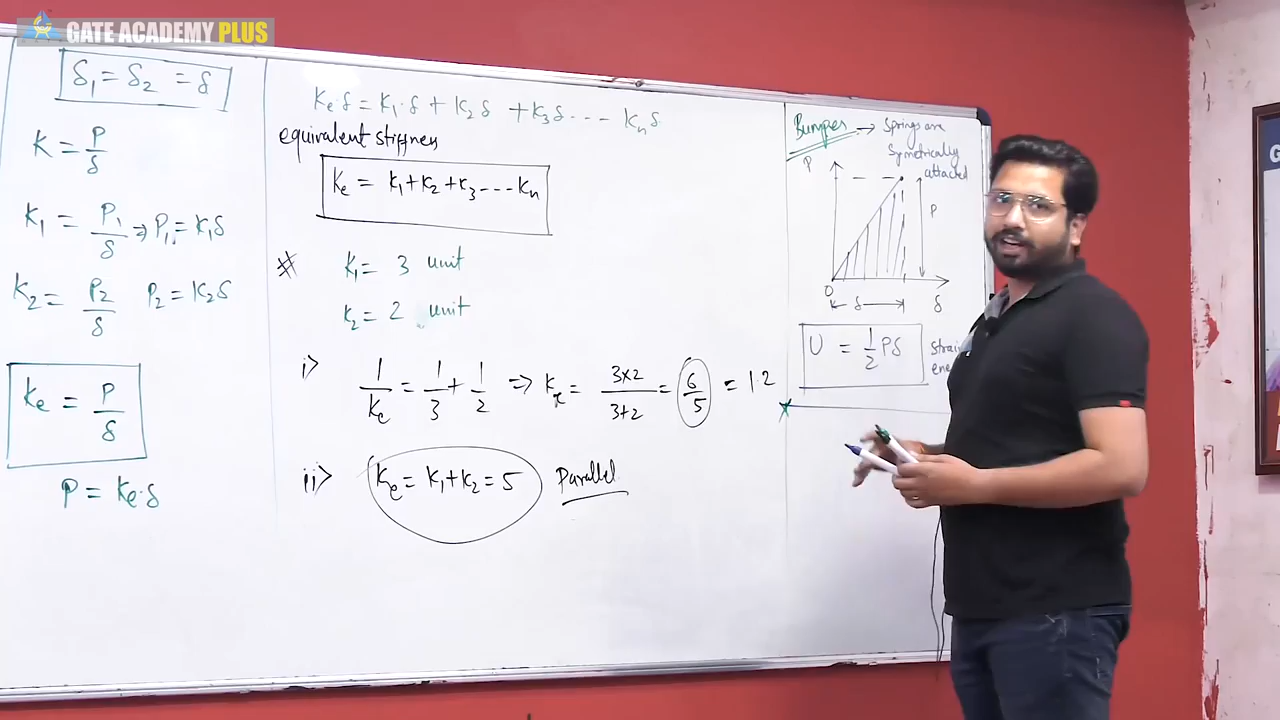 GATE ACADEMY PLUS
δ₁ = δ₂ = δ
K = P/δ
K₁ = P₁/δ ⇒ P₁ = K₁δ
K₂ = P₂/δ P₂ = K₂δ
Ke = P/δ
P = Ke·δ
Ke·δ = K₁·δ + K₂δ + K₃δ --- Knδ
equivalent stiffness
Ke = K₁+K₂+K₃----Kn
K₁ = 3 unit
K₂ = 2 unit
i) 1/Ke = 1/3 + 1/2 ⇒ Ke = 3×2/3+2 = 6/5 = 1.2
ii) Ke = K₁+K₂ = 5 Parallel
Bumper → Springs are
Symetrically
attached
P
P
O
δ
δ
U = 1/2 Pδ
G